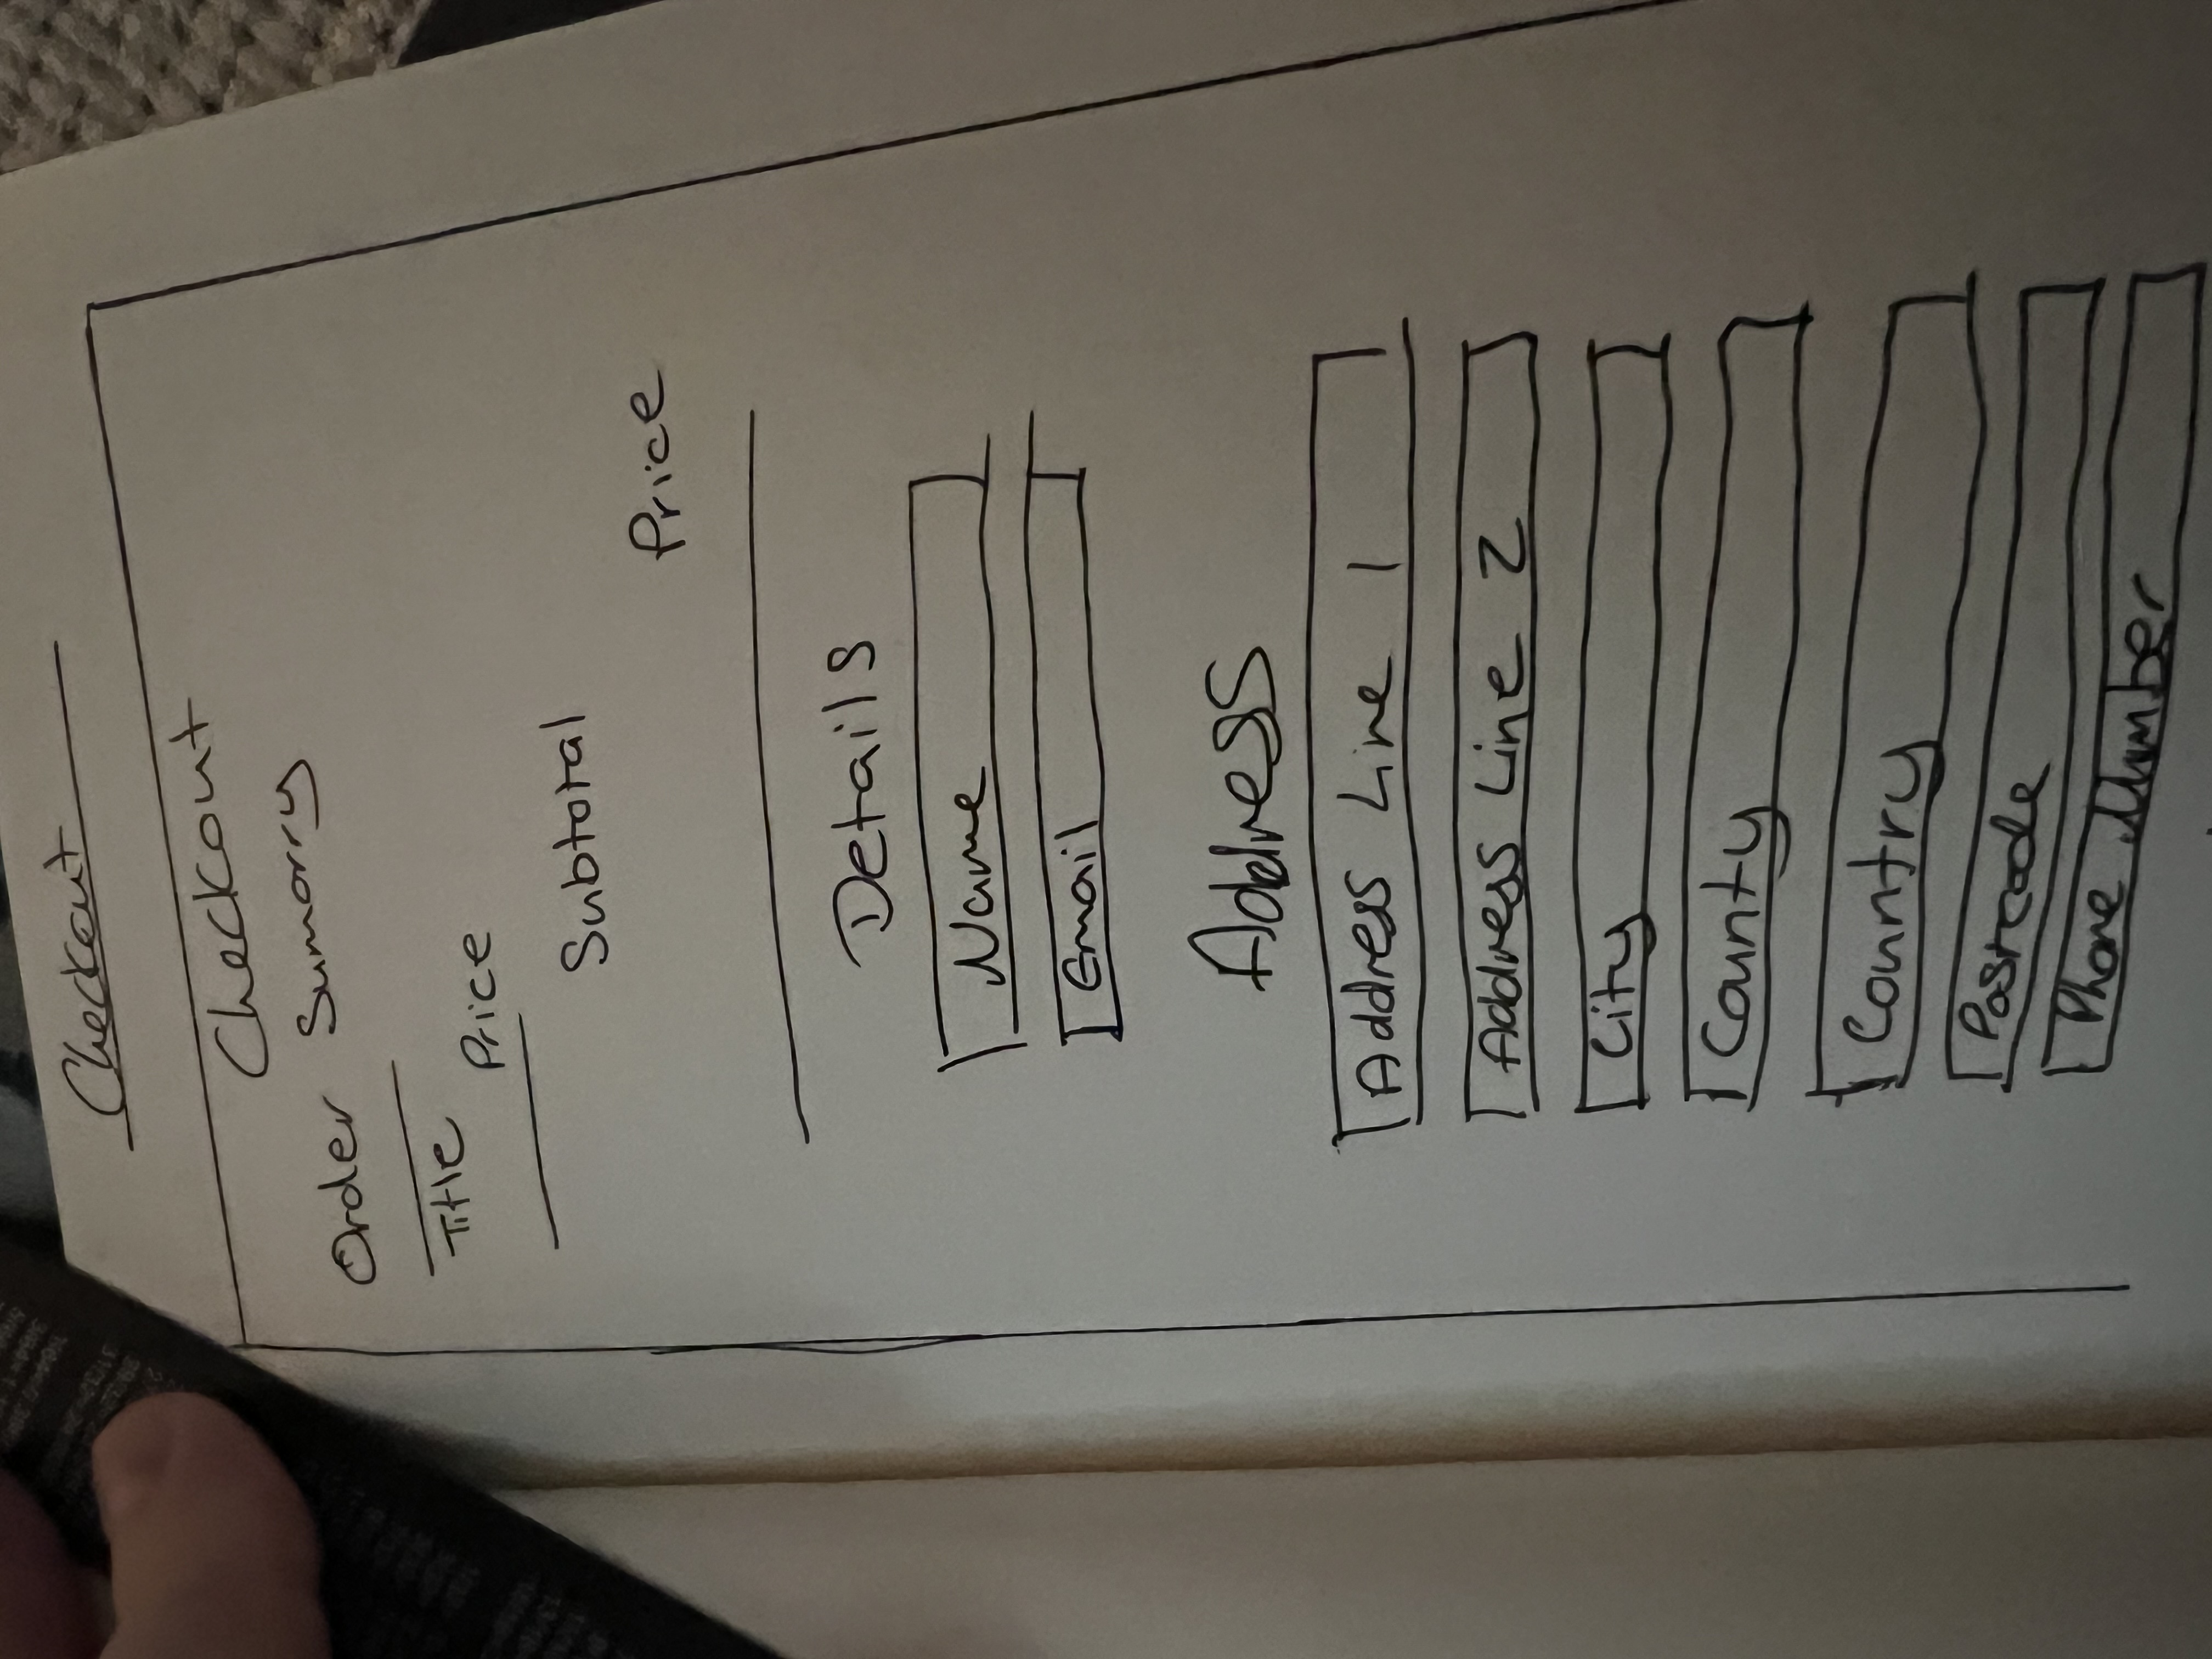 Checkout
Checkout
Order Sumorry
Title
Price
Subtotal
Price
Details
Name
Email
Address
Address Line 1
Address Line 2
City
County
Country
Postcode
Phone Number